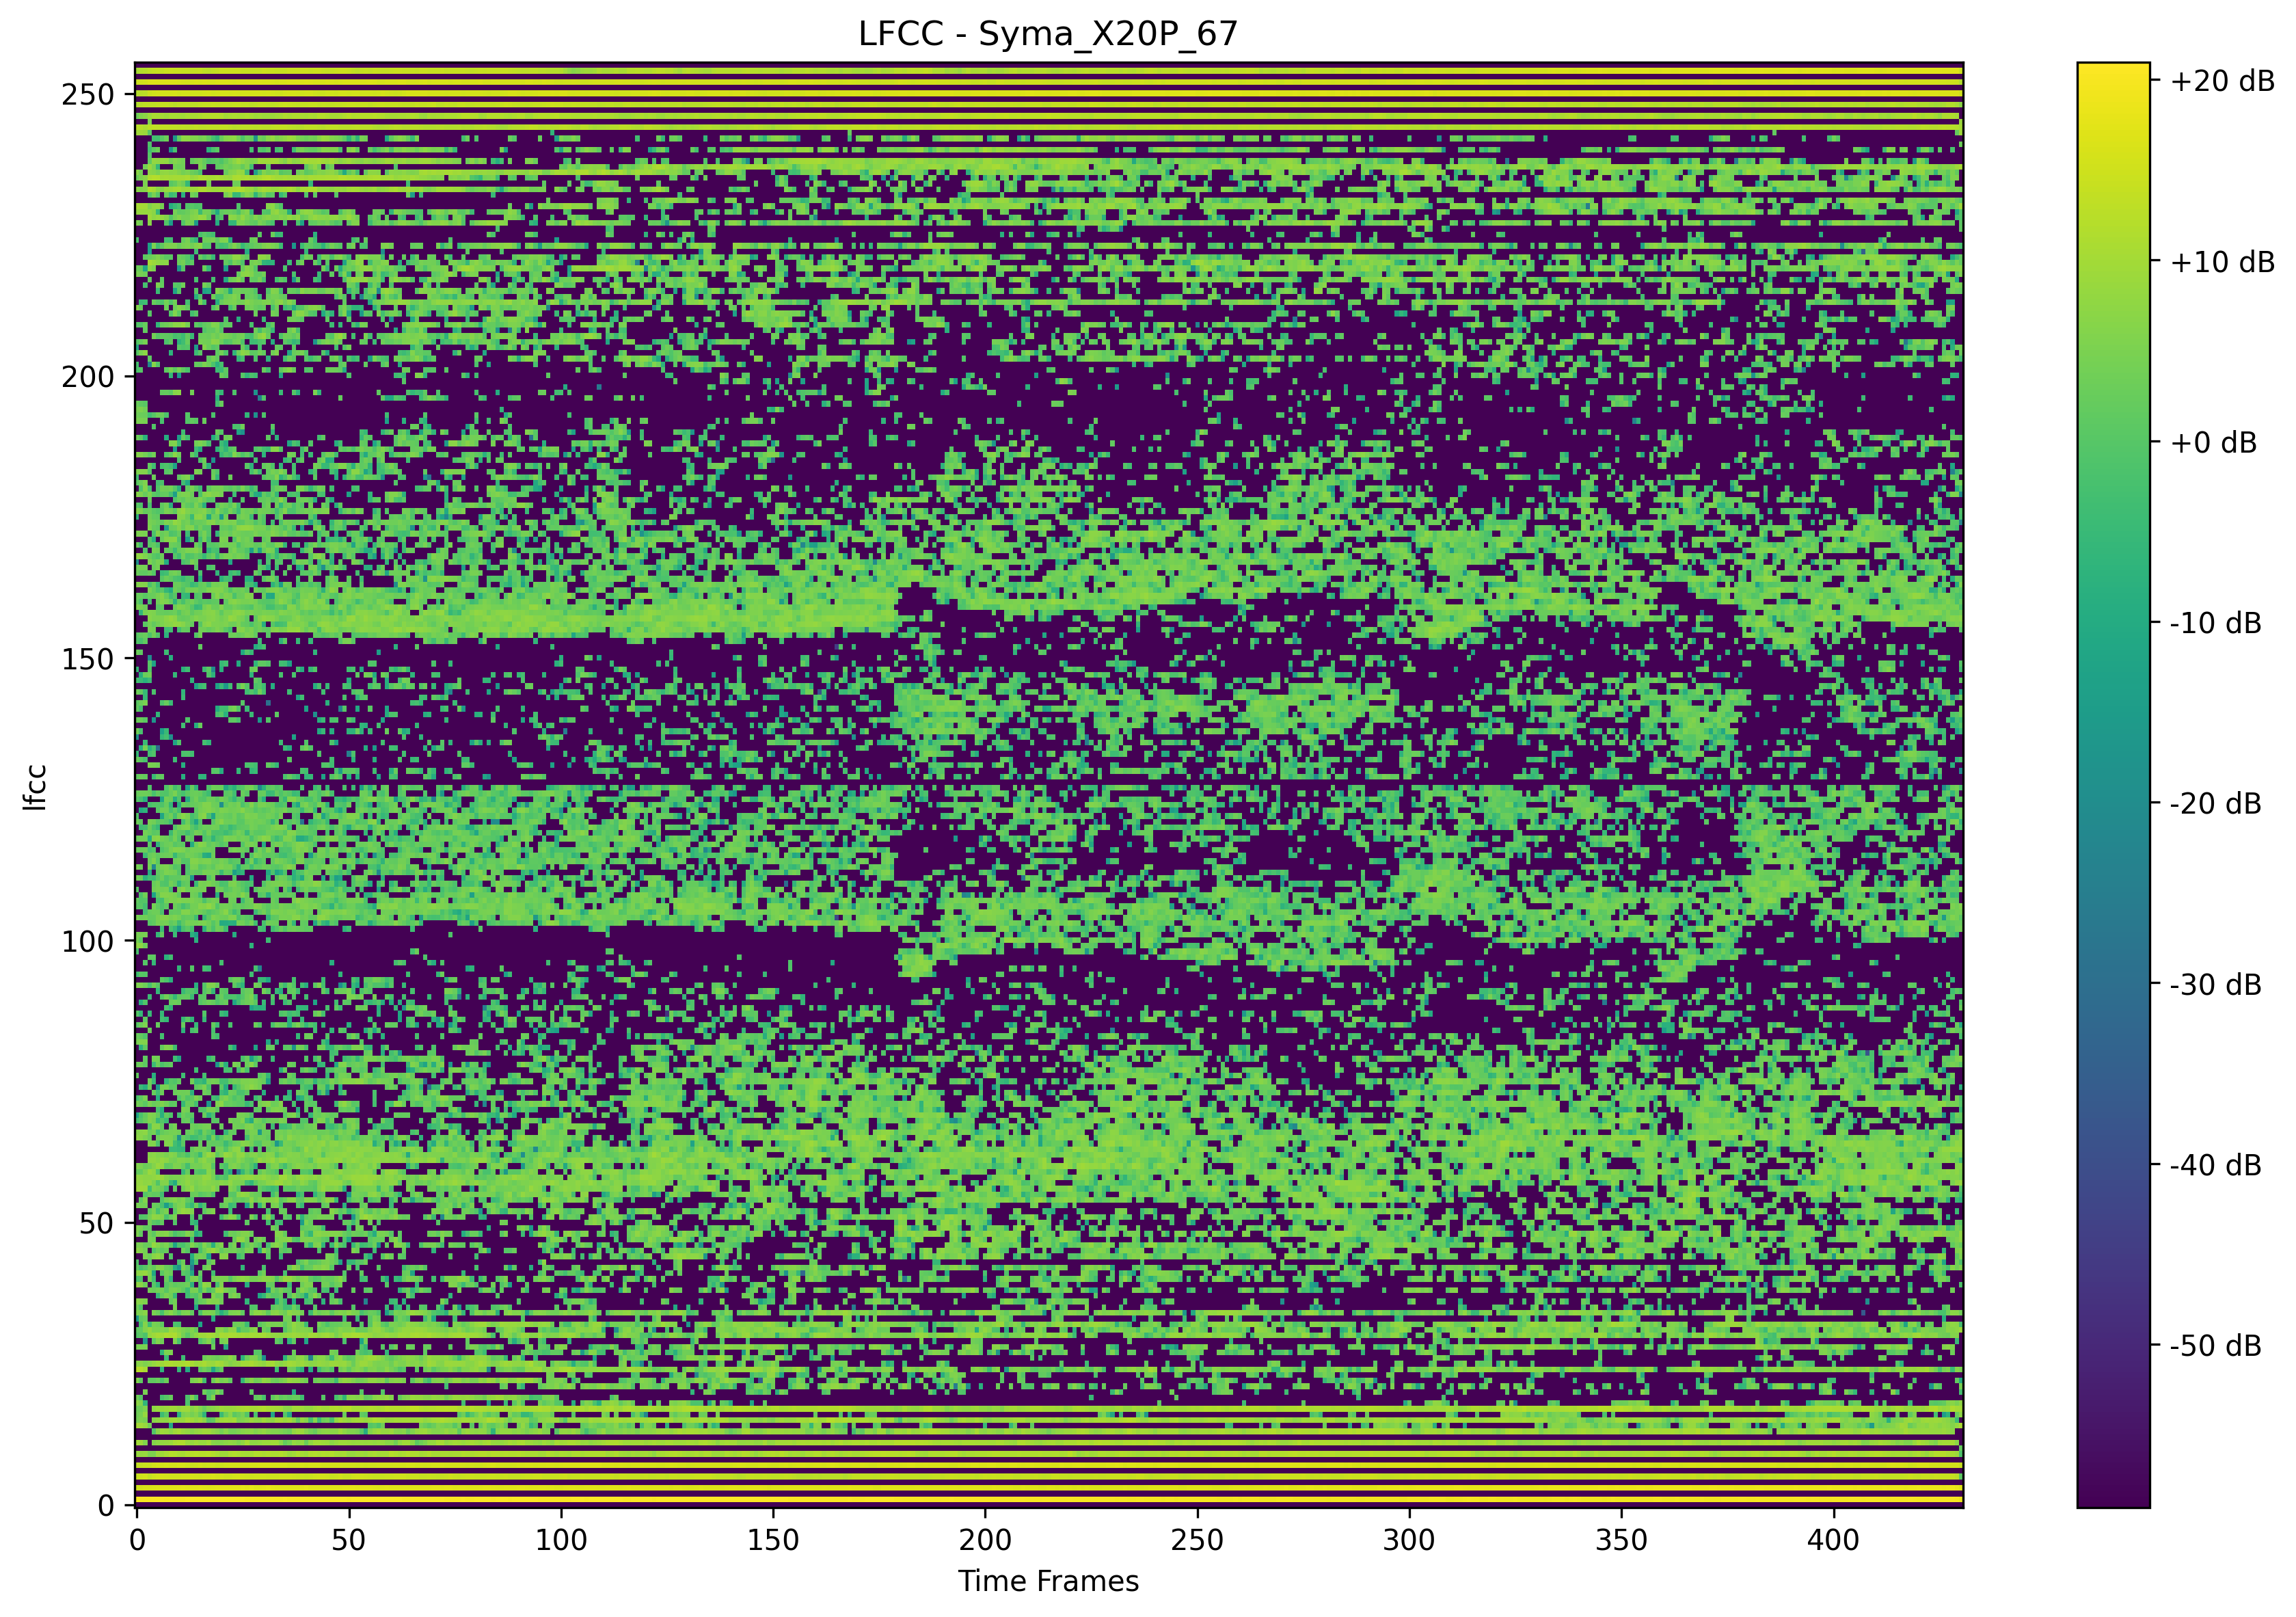 LFCC - Syma_X20P_67
250
200
150
100
50
0
lfcc
0 50 100 150 200 250 300 350 400
Time Frames
+20 dB
+10 dB
+0 dB
-10 dB
-20 dB
-30 dB
-40 dB
-50 dB